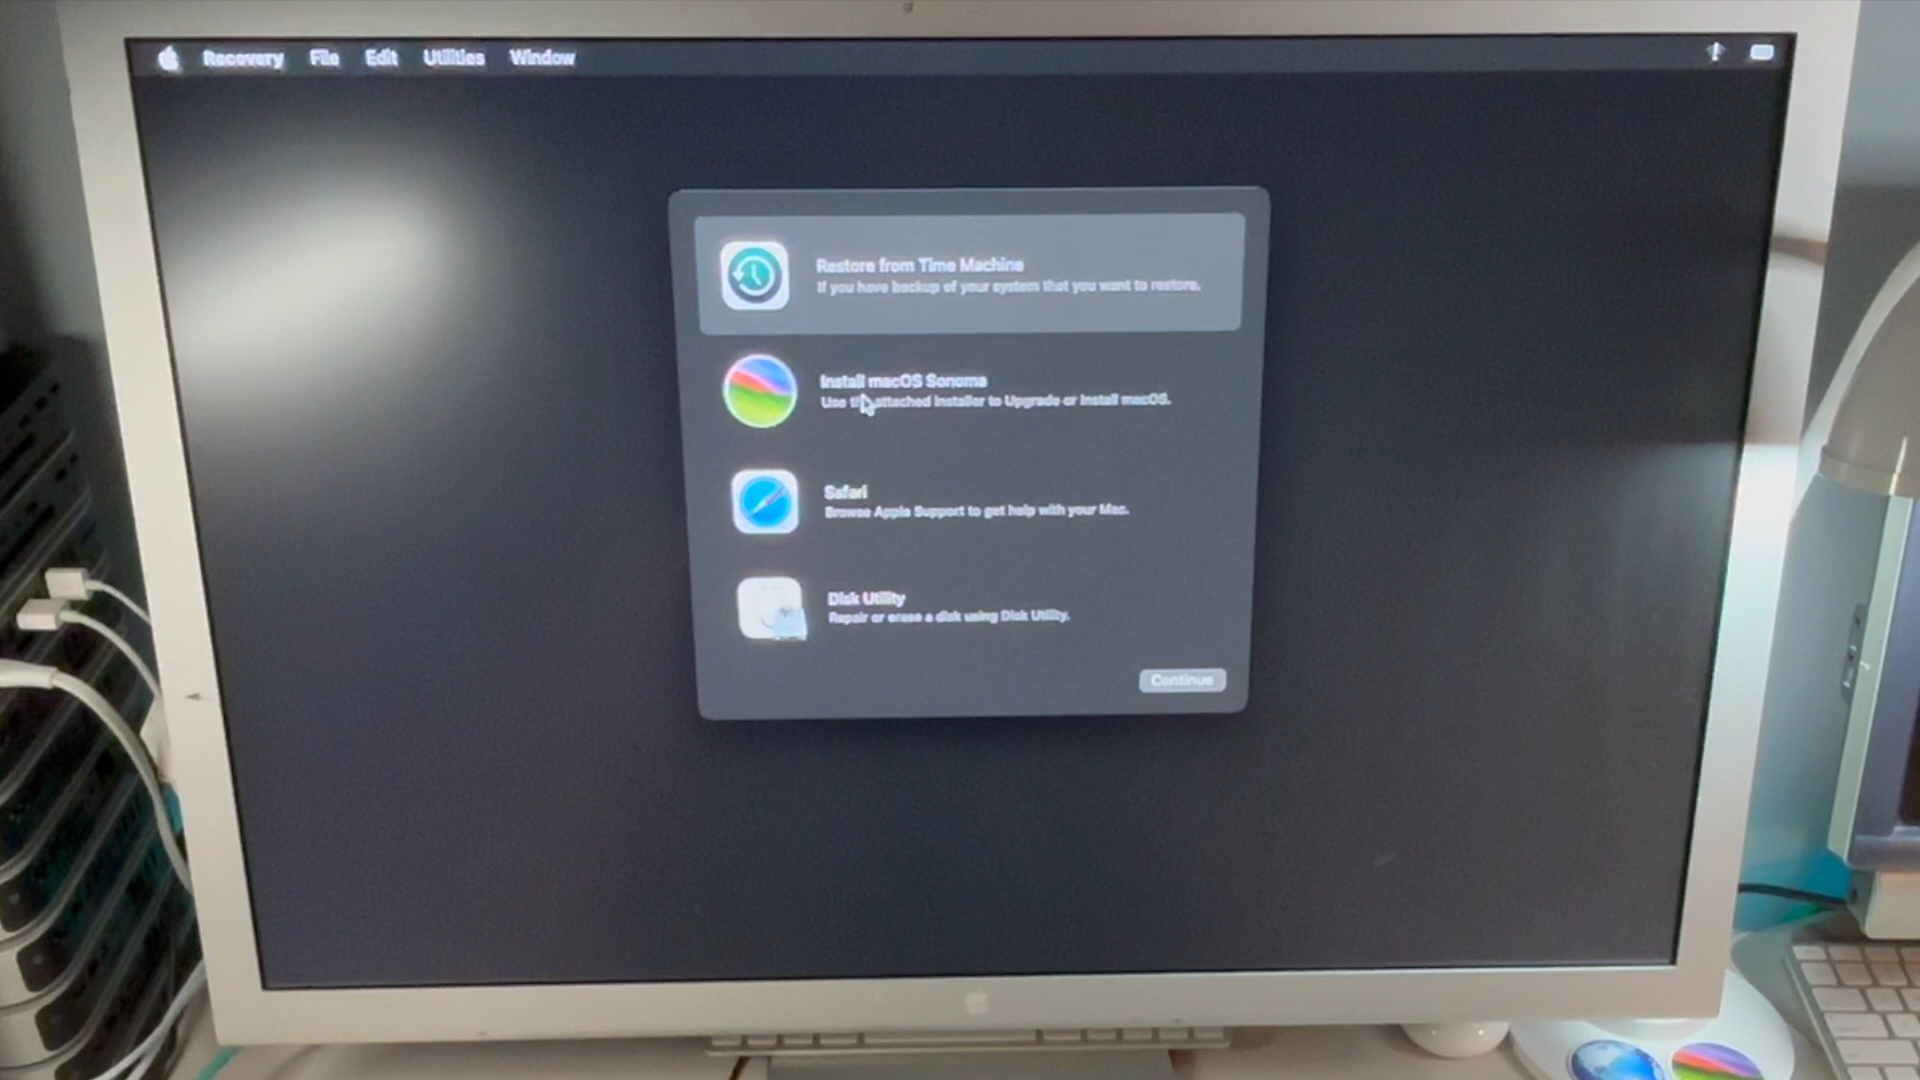 Recovery File Edit Utilities Window
Restore from Time Machine
If you have backup of your system that you want to restore.
Install macOS Sonoma
Use the attached installer to Upgrade or Install macOS.
Safari
Browse Apple Support to get help with your Mac.
Disk Utility
Repair or erase a disk using Disk Utility.
Continue